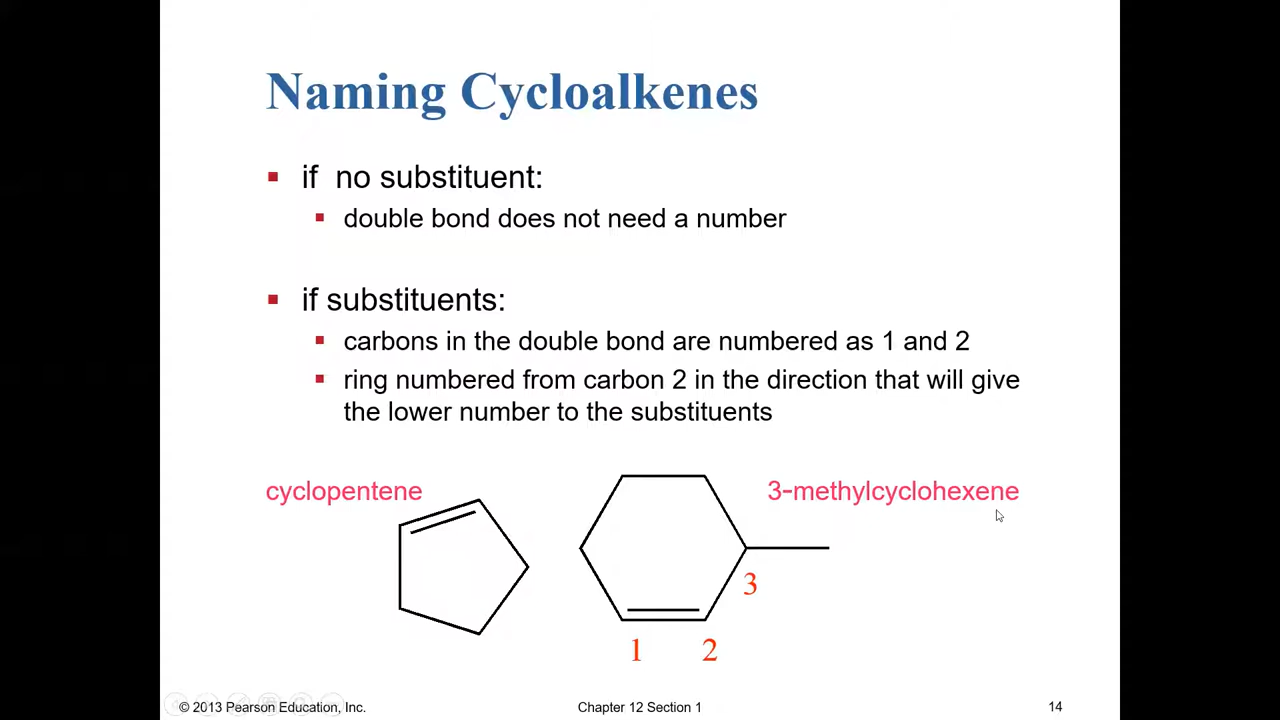 Naming Cycloalkenes
▪ if no substituent:
▪ double bond does not need a number
▪ if substituents:
▪ carbons in the double bond are numbered as 1 and 2
▪ ring numbered from carbon 2 in the direction that will give
the lower number to the substituents
cyclopentene
3-methylcyclohexene
3
1 2
© 2013 Pearson Education, Inc.
Chapter 12 Section 1
14